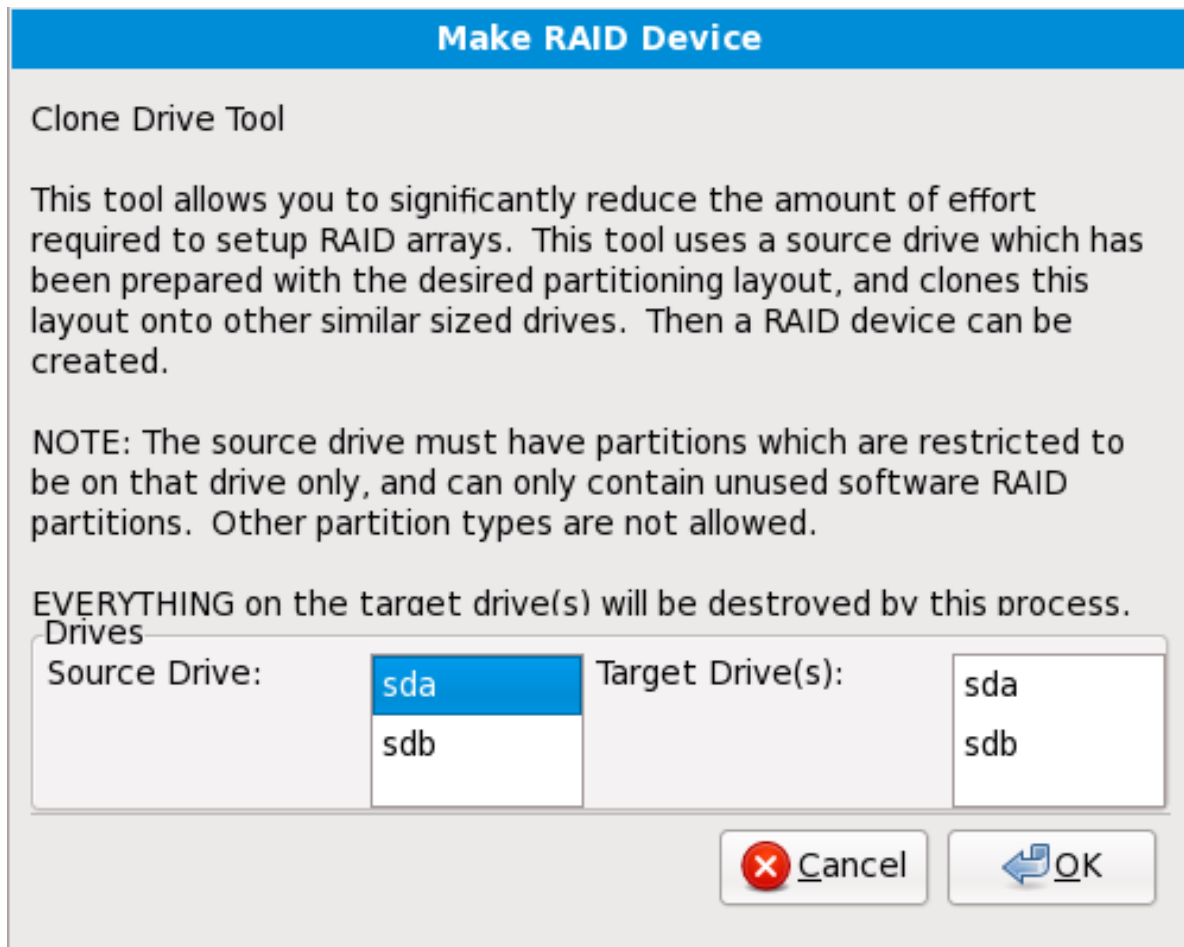 Make RAID Device
Clone Drive Tool
This tool allows you to significantly reduce the amount of effort
required to setup RAID arrays.  This tool uses a source drive which has
been prepared with the desired partitioning layout, and clones this
layout onto other similar sized drives.  Then a RAID device can be
created.
NOTE: The source drive must have partitions which are restricted to
be on that drive only, and can only contain unused software RAID
partitions.  Other partition types are not allowed.
EVERYTHING on the target drive(s) will be destroyed by this process.
Drives
Source Drive:
sda
sdb
Target Drive(s):
sda
sdb
Cancel
OK